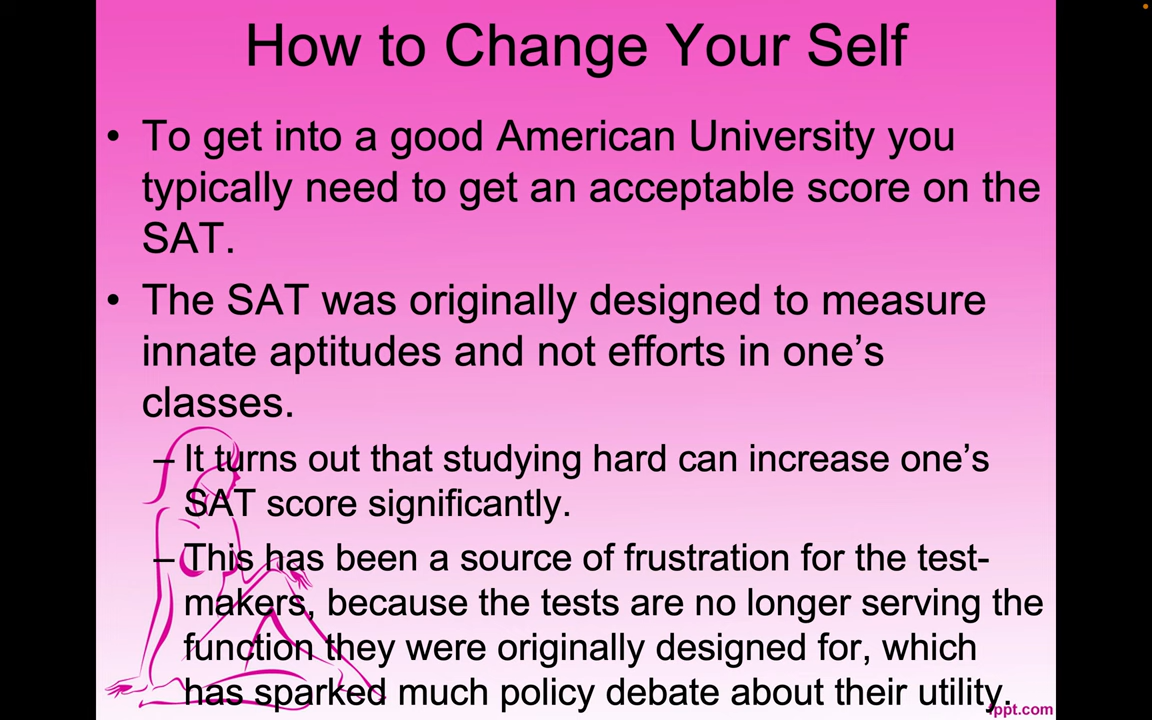 How to Change Your Self
• To get into a good American University you
typically need to get an acceptable score on the
SAT.
• The SAT was originally designed to measure
innate aptitudes and not efforts in one’s
classes.
– It turns out that studying hard can increase one’s
SAT score significantly.
– This has been a source of frustration for the test-
makers, because the tests are no longer serving the
function they were originally designed for, which
has sparked much policy debate about their utility.
fppt.com